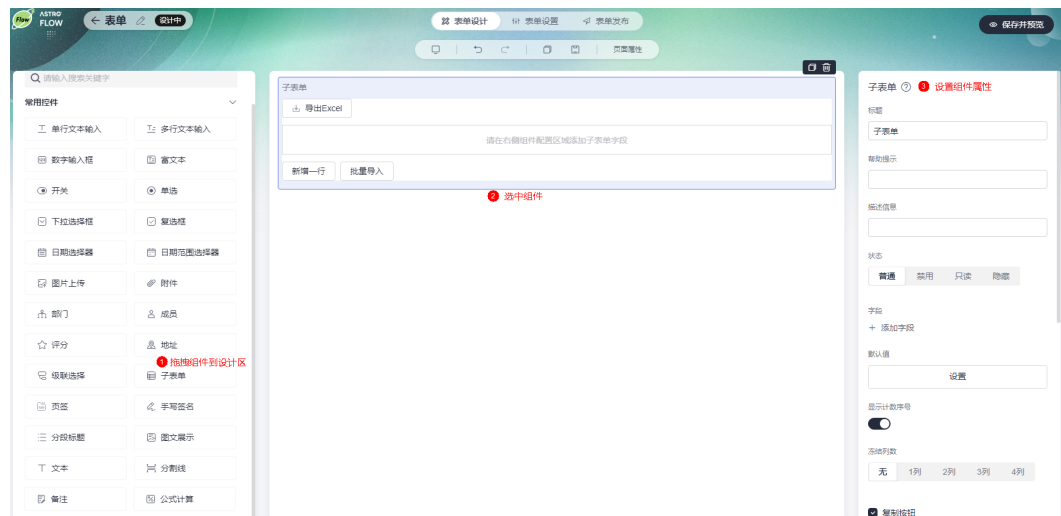 Flow
ASTRO
FLOW
表单
设计中
表单设计
表单设置
表单发布
保存并预览
页面属性
请输入搜索关键字
常用控件
单行文本输入
多行文本输入
数字输入框
富文本
开关
单选
下拉选择框
复选框
日期选择器
日期范围选择器
图片上传
附件
部门
成员
评分
地址
1 拖拽组件到设计区
级联选择
子表单
页签
手写签名
分段标题
图文展示
文本
分割线
备注
公式计算
子表单
导出Excel
请在右侧组件配置区域添加子表单字段
新增一行
批量导入
2 选中组件
子表单
3 设置组件属性
标题
子表单
帮助提示
描述信息
状态
普通 禁用 只读 隐藏
字段
+ 添加字段
默认值
设置
显示计数序号
冻结列数
无 1列 2列 3列 4列
复制按钮